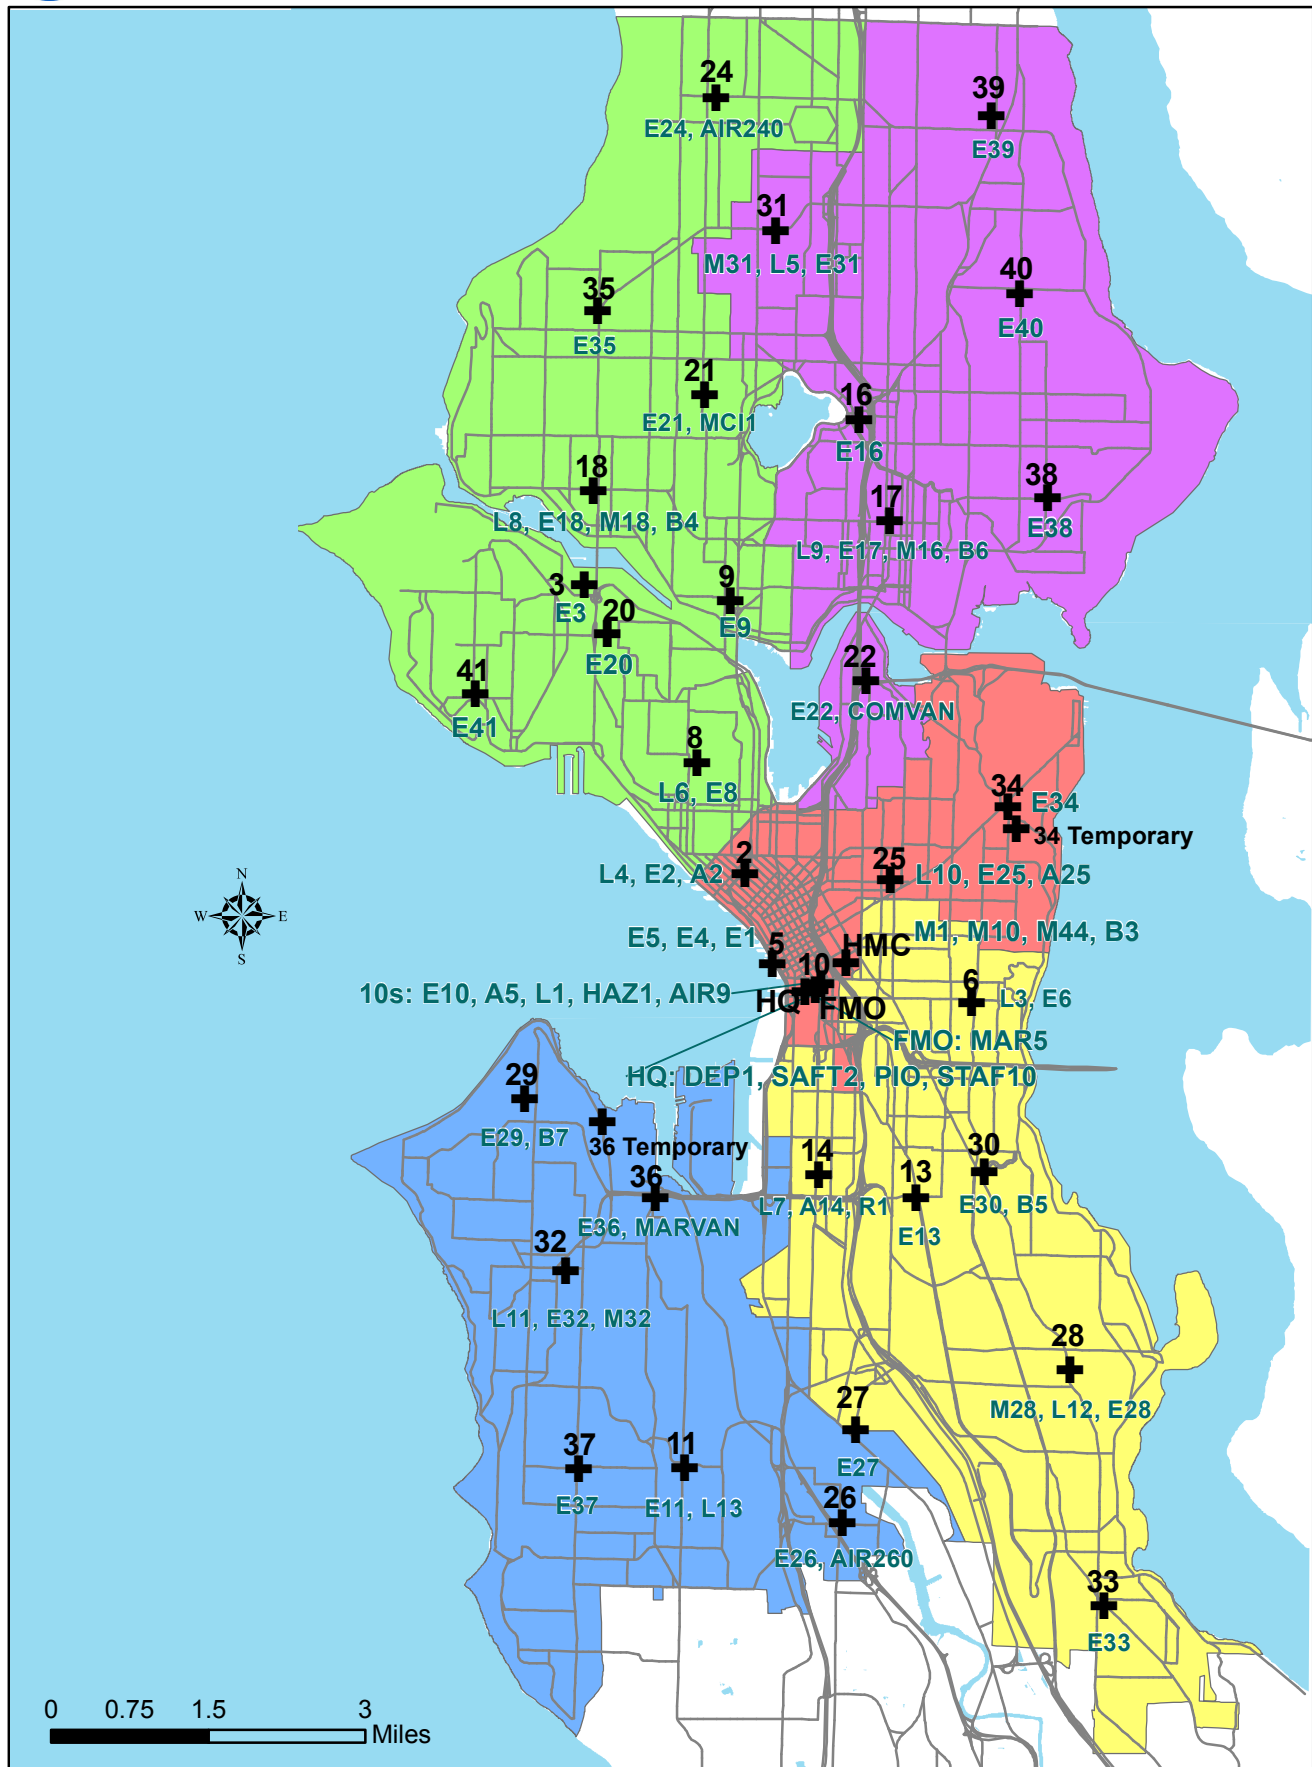 24
E24, AIR240
39
E39
31
M31, L5, E31
40
E40
35
E35
21
E21, MCI1
16
E16
18
L8, E18, M18, B4
17
L9, E17, M16, B6
38
E38
3
E3
9
E9
20
E20
41
E41
22
E22, COMVAN
8
L6, E8
34
E34
34 Temporary
2
L4, E2, A2
25
L10, E25, A25
N
W
E
S
E5, E4, E1
5
HMC
M1, M10, M44, B3
10
10s: E10, A5, L1, HAZ1, AIR9
HQ
FMO
6
L3, E6
FMO: MAR5
HQ: DEP1, SAFT2, PIO, STAF10
29
E29, B7
36 Temporary
36
E36, MARVAN
14
L7, A14, R1
13
E13
30
E30, B5
32
L11, E32, M32
28
M28, L12, E28
27
E27
37
E37
11
E11, L13
26
E26, AIR260
33
E33
0 0.75 1.5 3
Miles